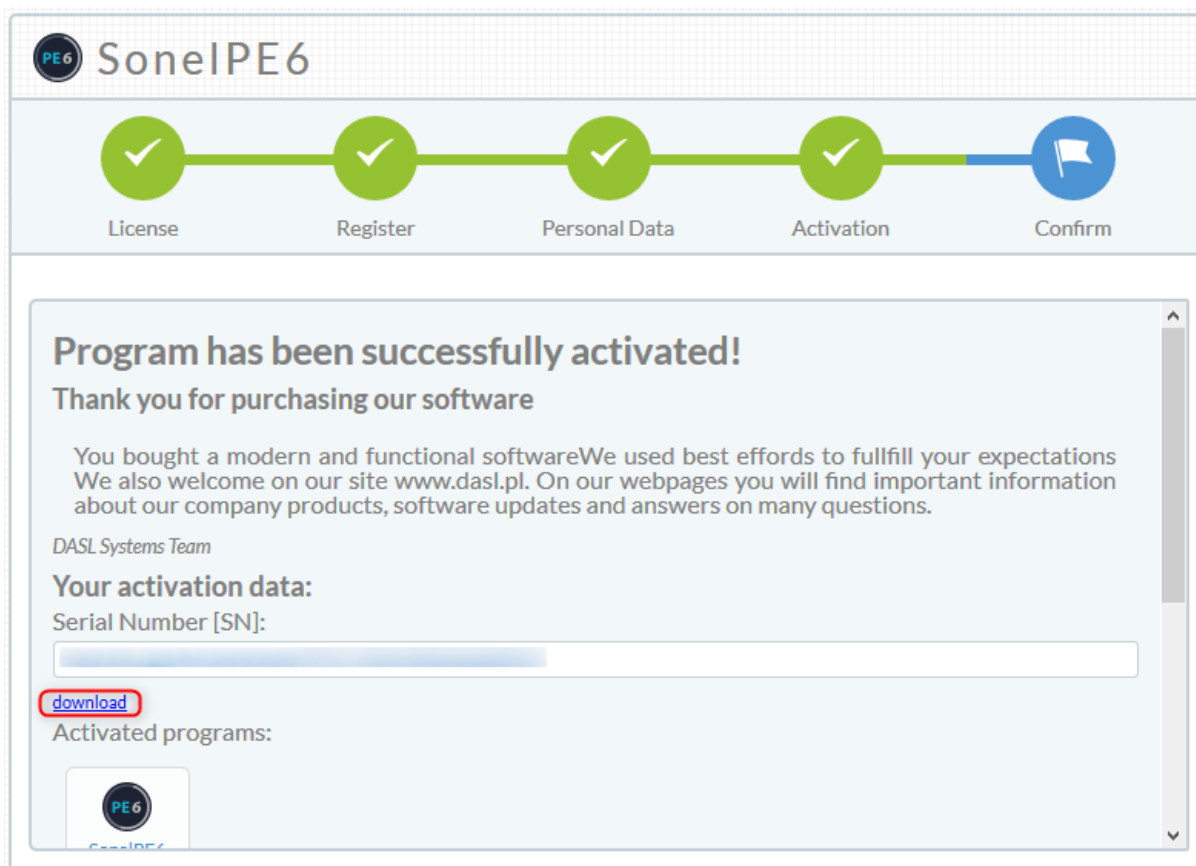 PE6 SonelPE6
License Register Personal Data Activation Confirm
Program has been successfully activated!
Thank you for purchasing our software
You bought a modern and functional softwareWe used best efforts to fullfill your expectations
We also welcome on our site www.dasl.pl. On our webpages you will find important information
about our company products, software updates and answers on many questions.
DASL Systems Team
Your activation data:
Serial Number [SN]:
download
Activated programs:
PE6
SonelPE6